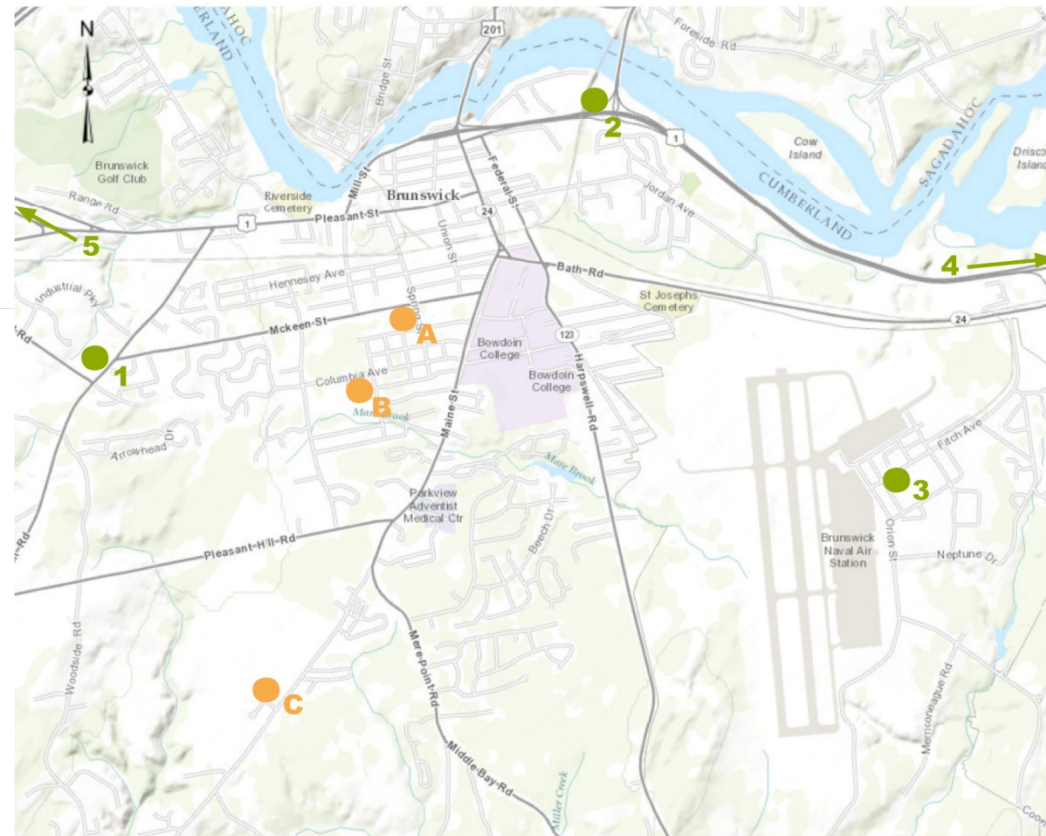 N
201
Foreside Rd
SAGADAHOC
Bridge St
2
1
Cow
Island
SAGADAHOC
Brunswick
Golf Club
Mill-St
Federal-St
Riverside
Cemetery
Brunswick
Jordan Ave
CUMBERLAND
Range Rd
1
Pleasant-St
24
Union St
5
4
Bath-Rd
Hennesey Ave
Industrial Pky
Spring St
St Josephs
Cemetery
24
Mckeen-St
A
123
Bowdoin
College
1
Columbia Ave
Bowdoin
College
Harpswell-Rd
B
Mare Brook
Maine-St
Arrowhead Dr
Fitch Ave
Mare Brook
3
Parkview
Adventist
Medical Ctr
Beech Dr
Orion St
Brunswick
Naval Air
Station
Pleasant-Hill-Rd
Neptune Dr
Woodside Rd
Mere-Point-Rd
Merriconeague Rd
C
Middle-Bay-Rd
Miller Creek